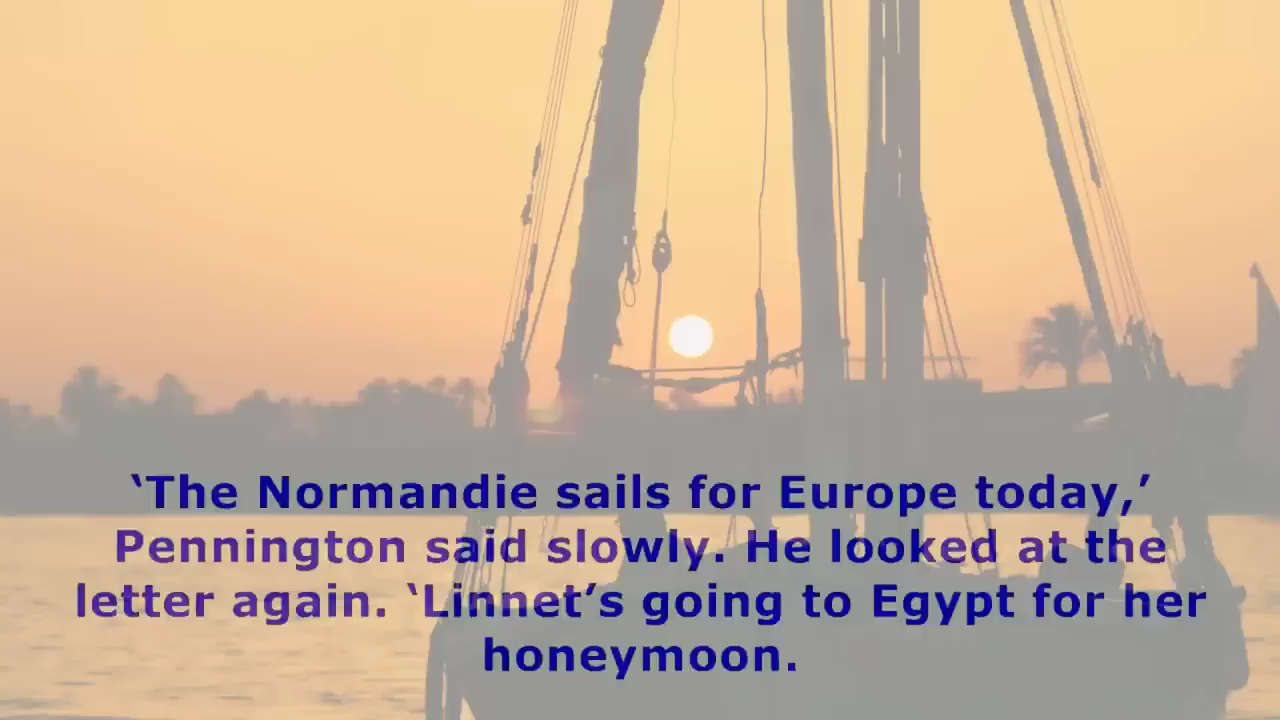 ‘The Normandie sails for Europe today,’
Pennington said slowly. He looked at the
letter again. ‘Linnet’s going to Egypt for her
honeymoon.